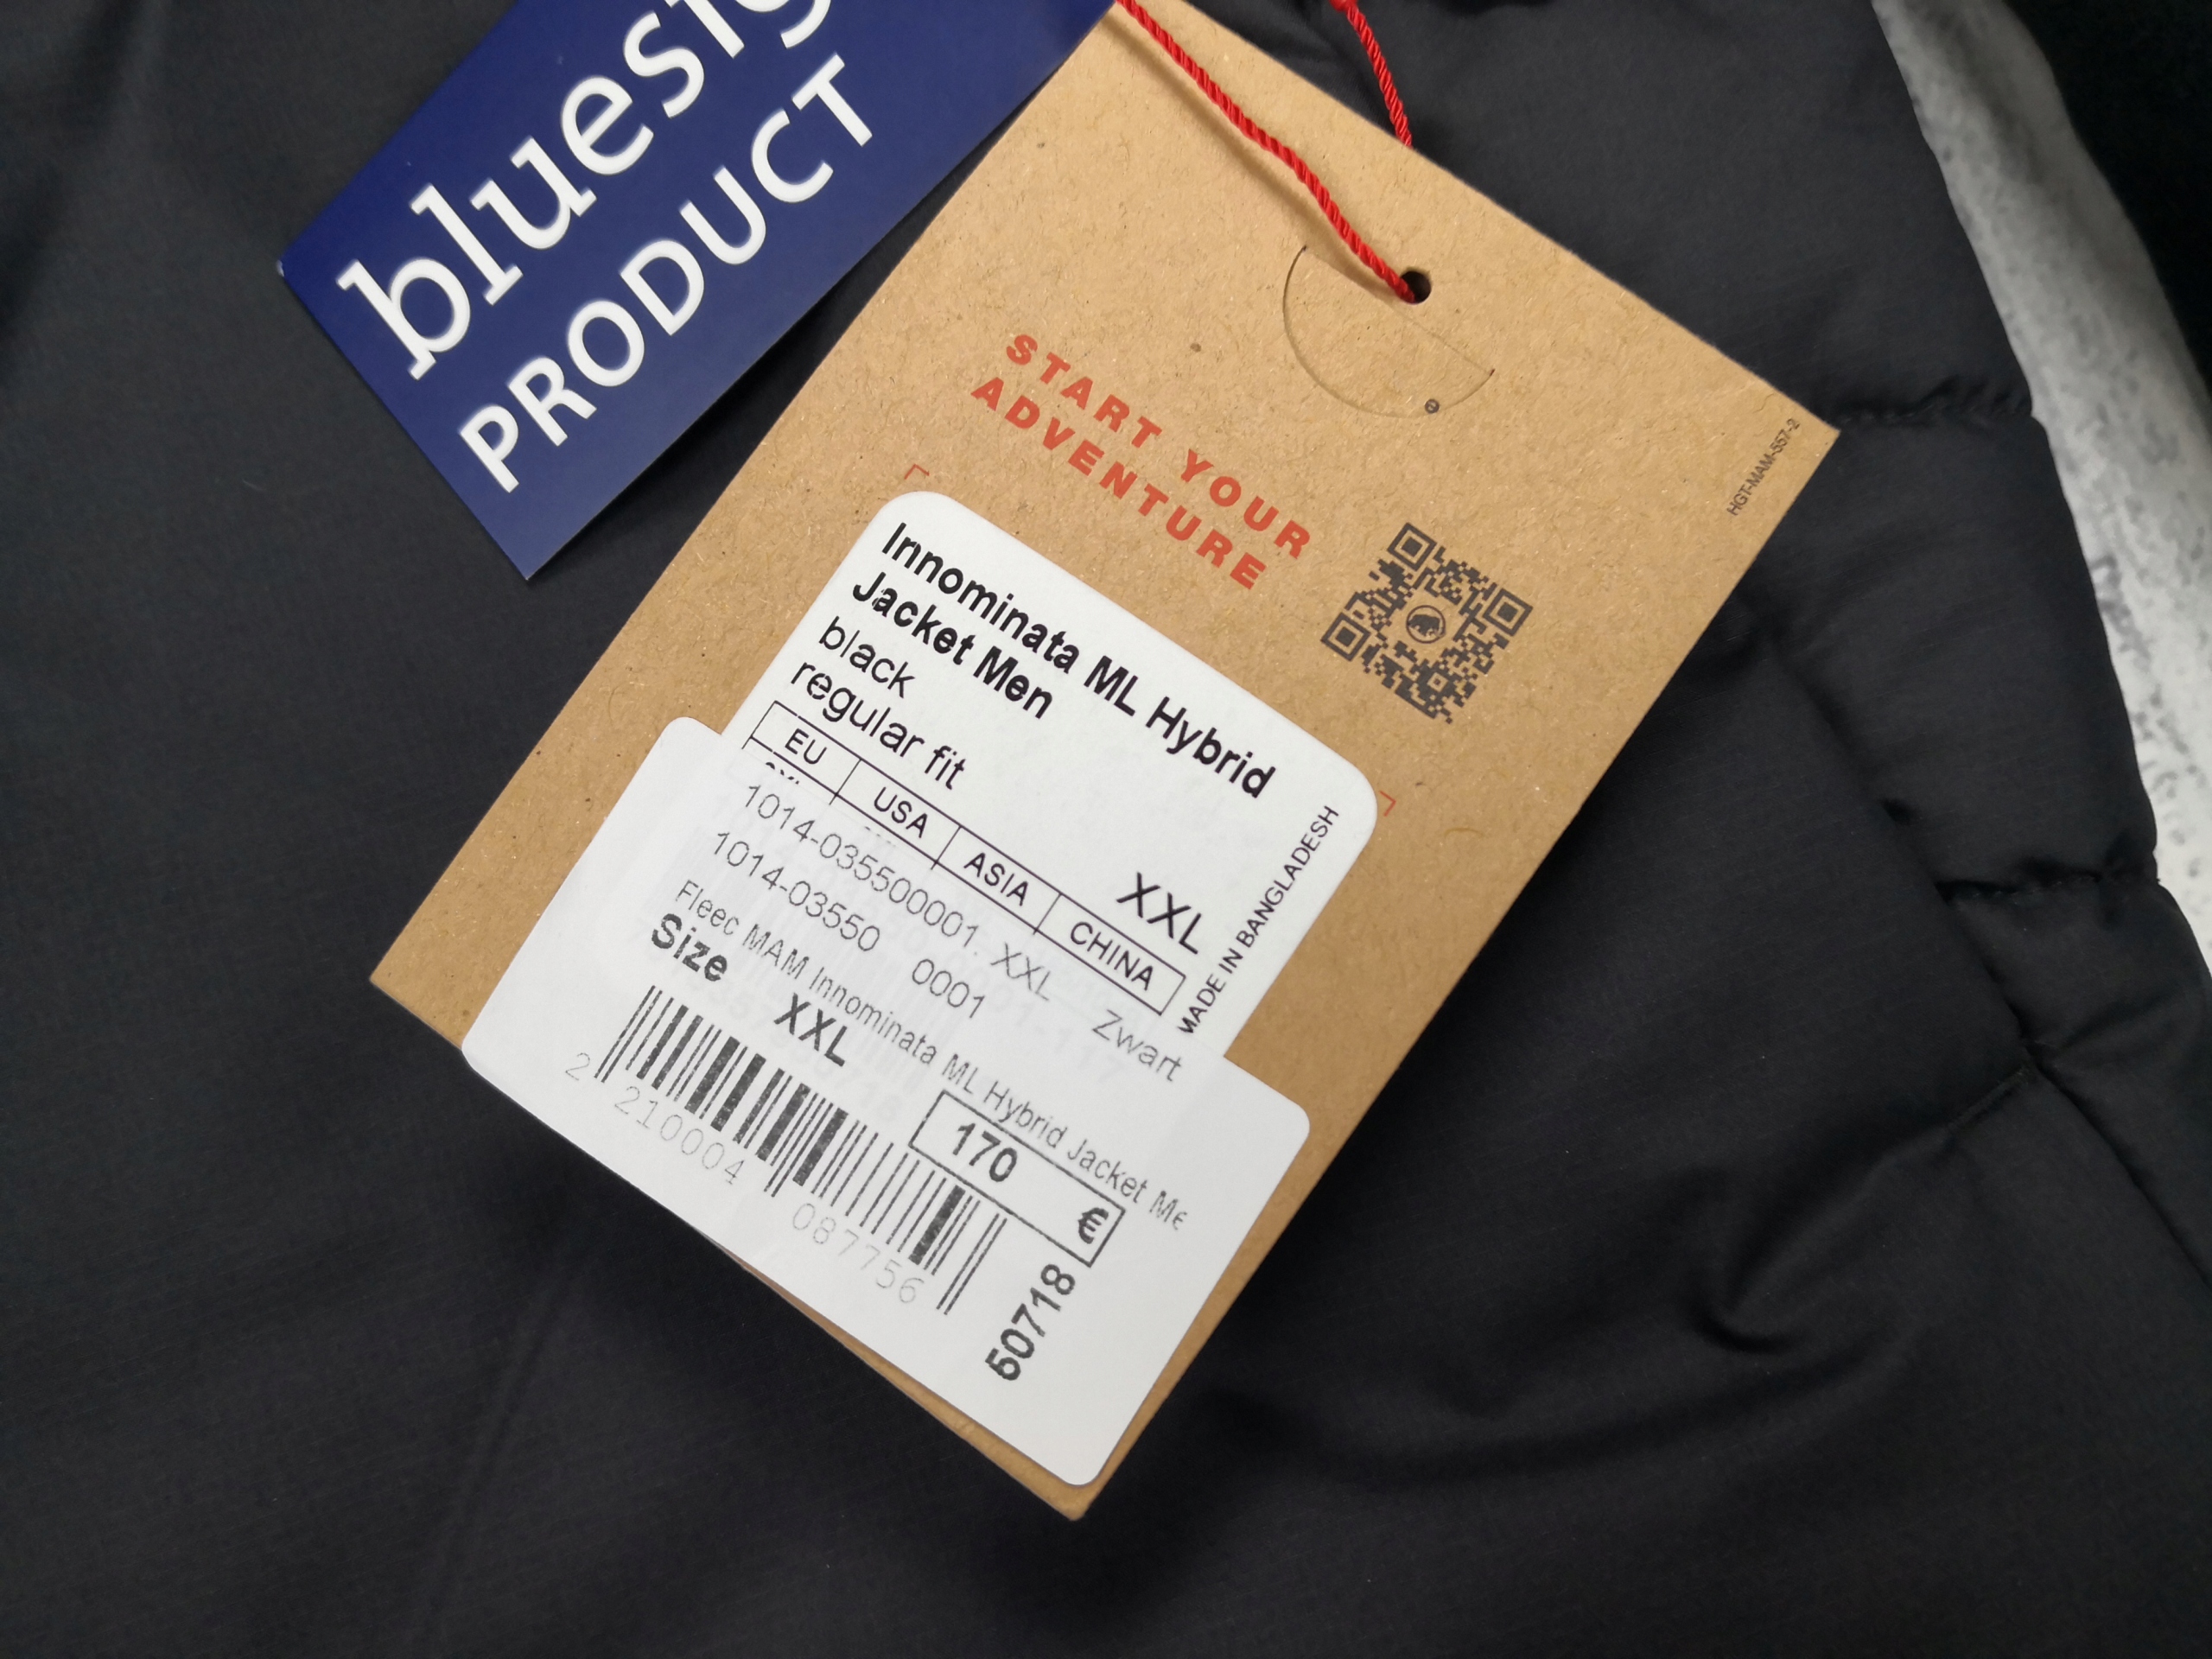 bluesig
PRODUCT
START YOUR
ADVENTURE
HGT-MAM-557-2
Innominata ML Hybrid
Jacket Men
black
regular fit
XXL
EU USA ASIA CHINA
MADE IN BANGLADESH
1014-035500001. XXL
1014-03550 0001 Zwart
Fleec MAM Innominata ML Hybrid Jacket Me
Size XXL
170 €
2 210004 087756
50718